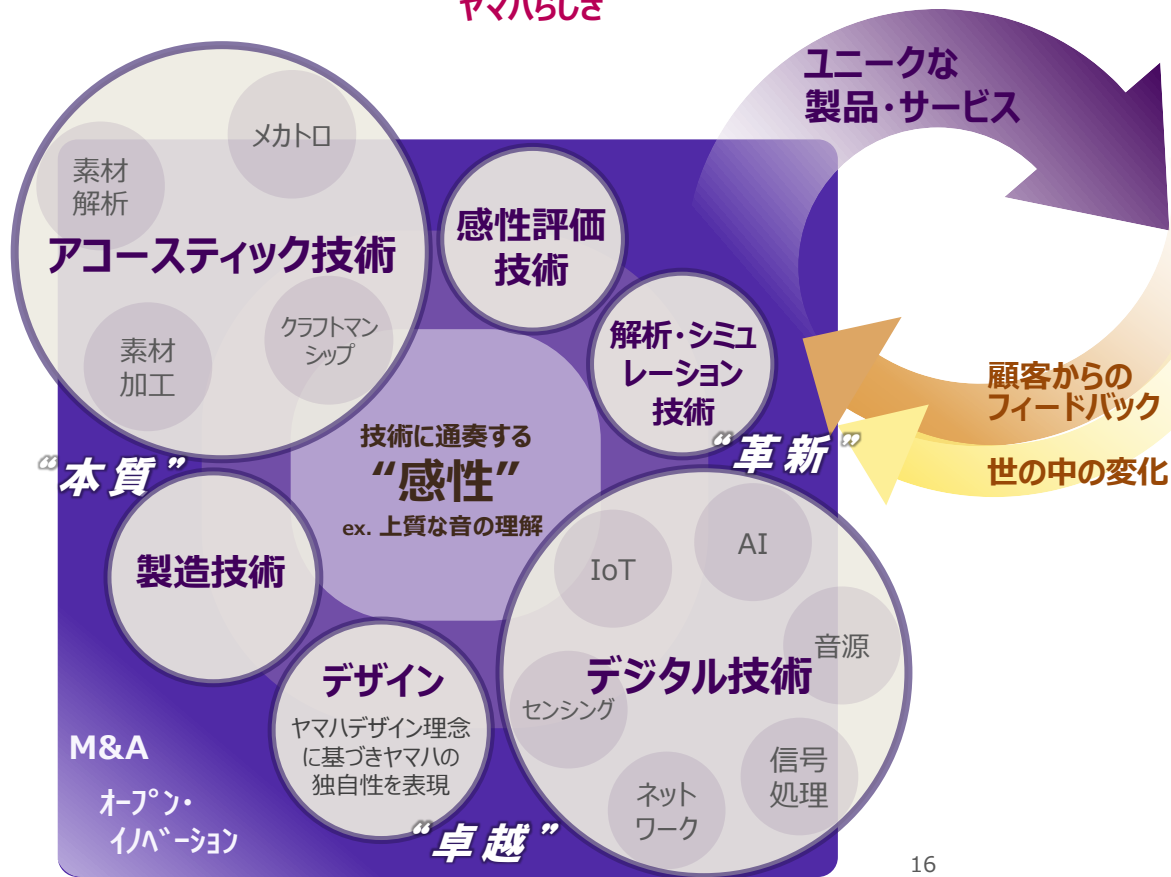 ヤマハらしさ
ユニークな
製品・サービス
メカトロ
素材
解析
アコースティック技術
素材
加工
クラフトマン
シップ
感性評価
技術
解析・シミュ
レーション
技術
顧客からの
フィードバック
世の中の変化
“本質”
“革新”
技術に通奏する
“感性”
ex. 上質な音の理解
製造技術
デザイン
ヤマハデザイン理念
に基づきヤマハの
独自性を表現
IoT
AI
音源
デジタル技術
センシング
ネット
ワーク
信号
処理
M&A
ｵｰﾌﾟﾝ・
ｲﾉﾍﾞｰｼｮﾝ
“卓越”
16